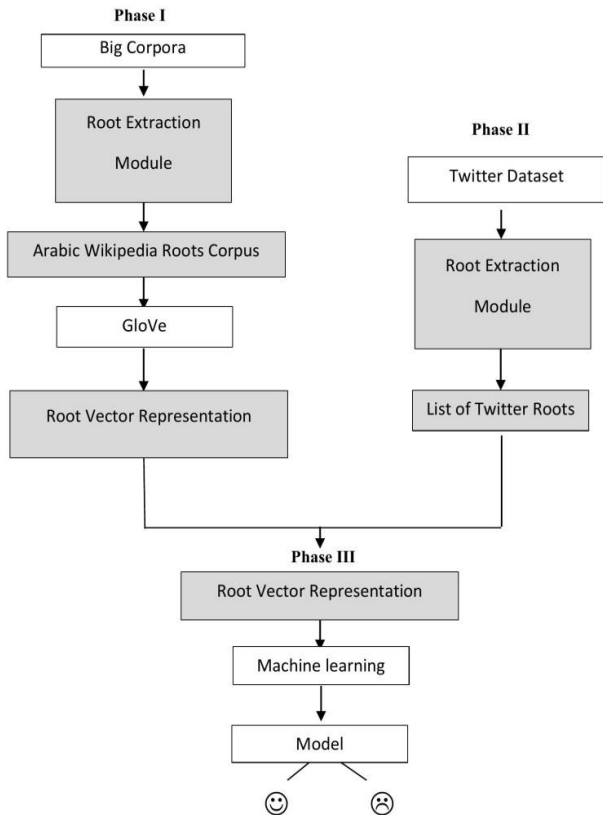 Phase I
Big Corpora
Root Extraction
Module
Arabic Wikipedia Roots Corpus
GloVe
Root Vector Representation
Phase II
Twitter Dataset
Root Extraction
Module
List of Twitter Roots
Phase III
Root Vector Representation
Machine learning
Model